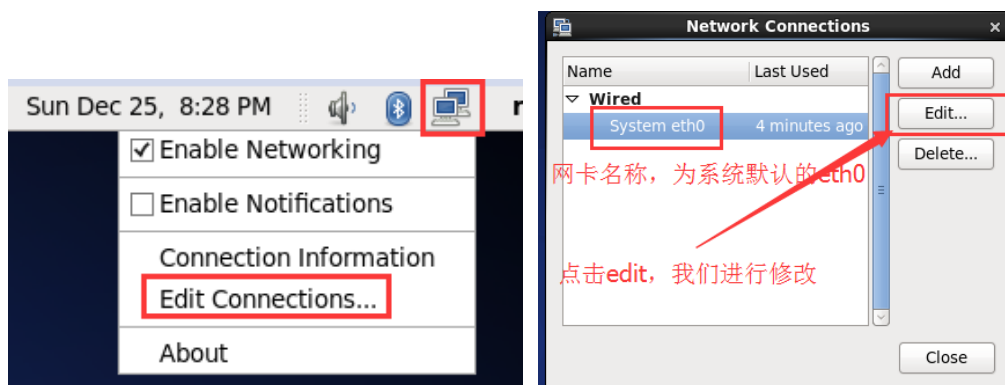 Sun Dec 25, 8:28 PM
Enable Networking
Enable Notifications
Connection Information
Edit Connections...
About
Network Connections
Name Last Used
Wired
System eth0 4 minutes ago
网卡名称，为系统默认的eth0
点击edit，我们进行修改
Add
Edit...
Delete...
Close